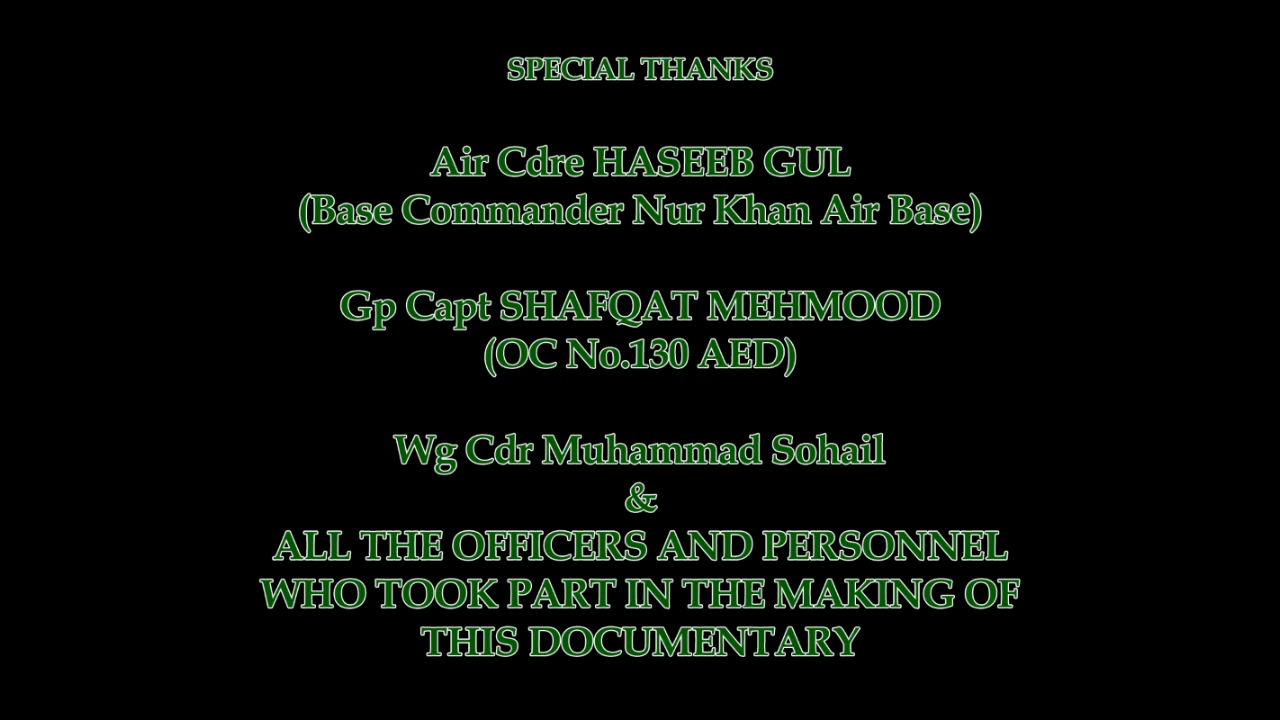 SPECIAL THANKS
Air Cdre HASEEB GUL
(Base Commander Nur Khan Air Base)
Gp Capt SHAFQAT MEHMOOD
(OC No.130 AED)
Wg Cdr Muhammad Sohail
&
ALL THE OFFICERS AND PERSONNEL
WHO TOOK PART IN THE MAKING OF
THIS DOCUMENTARY